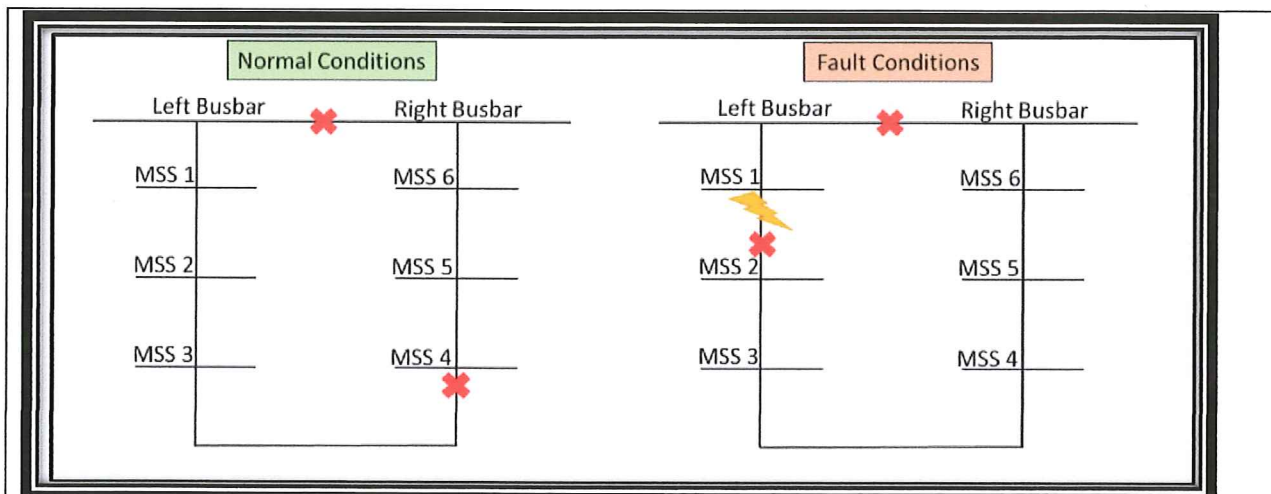 Normal Conditions
Left Busbar
Right Busbar
MSS 1
MSS 6
MSS 2
MSS 5
MSS 3
MSS 4
Fault Conditions
Left Busbar
Right Busbar
MSS 1
MSS 6
MSS 2
MSS 5
MSS 3
MSS 4